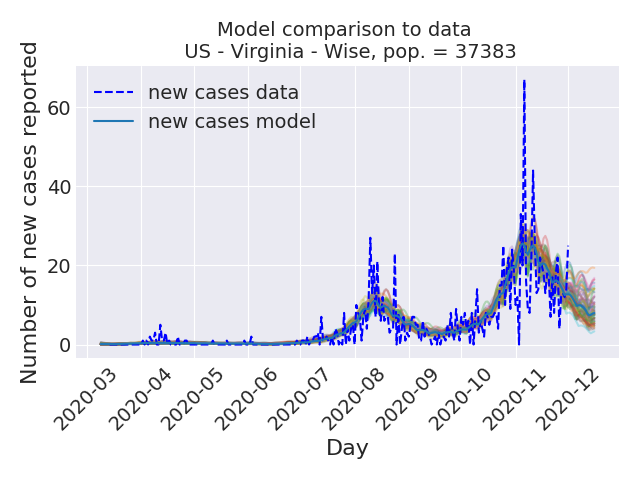 Model comparison to data
US - Virginia - Wise, pop. = 37383
Number of new cases reported
60
40
20
0
new cases data
new cases model
2020-03
2020-04
2020-05
2020-06
2020-07
2020-08
2020-09
2020-10
2020-11
2020-12
Day